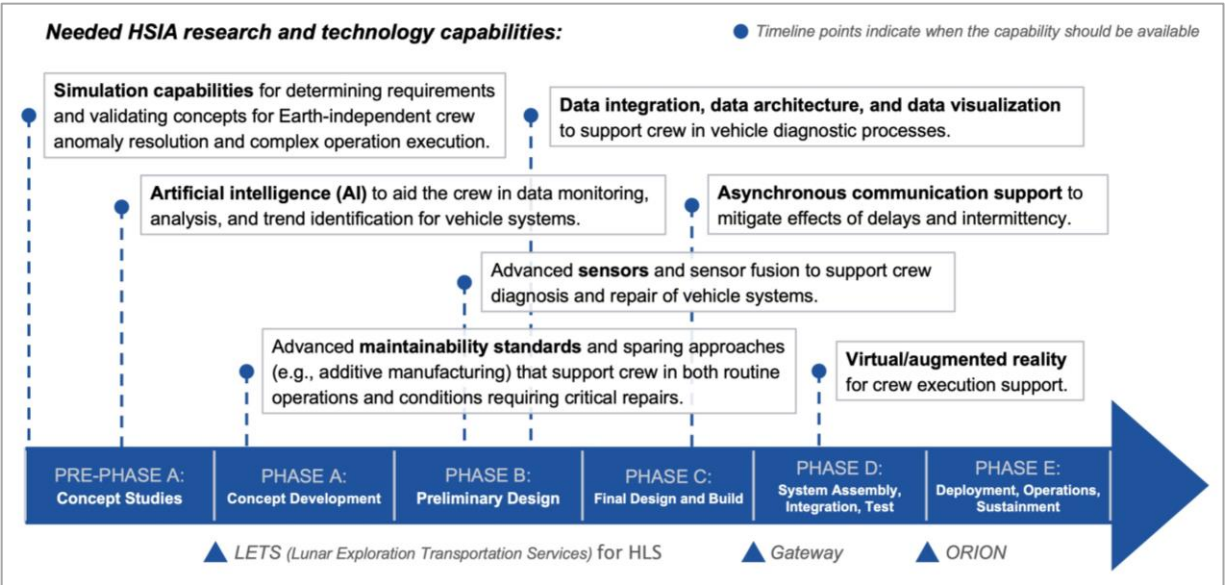 Needed HSIA research and technology capabilities:
Timeline points indicate when the capability should be available
Simulation capabilities for determining requirements
and validating concepts for Earth-independent crew
anomaly resolution and complex operation execution.
Data integration, data architecture, and data visualization
to support crew in vehicle diagnostic processes.
Artificial intelligence (AI) to aid the crew in data monitoring,
analysis, and trend identification for vehicle systems.
Asynchronous communication support to
mitigate effects of delays and intermittency.
Advanced sensors and sensor fusion to support crew
diagnosis and repair of vehicle systems.
Advanced maintainability standards and sparing approaches
(e.g., additive manufacturing) that support crew in both routine
operations and conditions requiring critical repairs.
Virtual/augmented reality
for crew execution support.
PRE-PHASE A:
Concept Studies
PHASE A:
Concept Development
PHASE B:
Preliminary Design
PHASE C:
Final Design and Build
PHASE D:
System Assembly,
Integration, Test
PHASE E:
Deployment, Operations,
Sustainment
LETS (Lunar Exploration Transportation Services) for HLS
Gateway
ORION